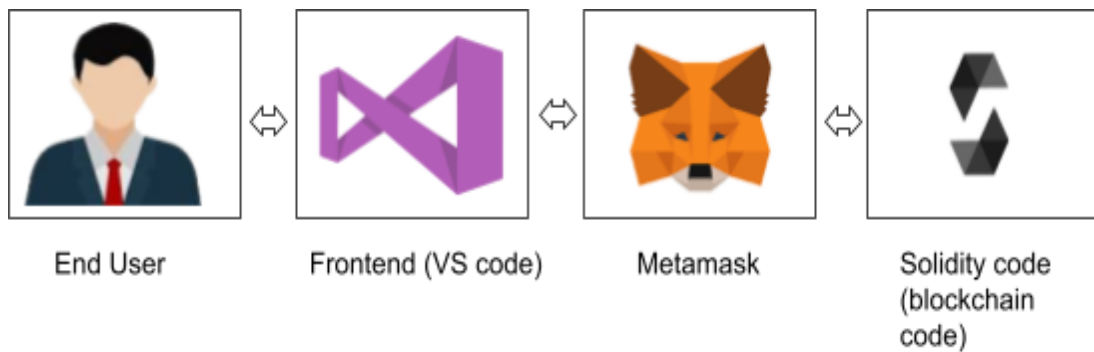 End User
Frontend (VS code)
Metamask
Solidity code
(blockchain
code)